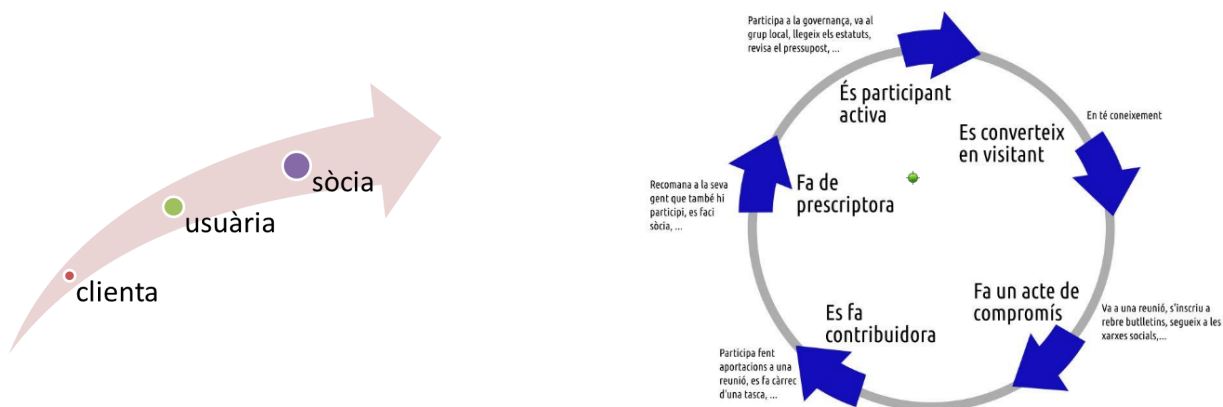 clienta
usuària
sòcia
Participa a la governança, va al
grup local, llegeix els estatuts,
revisa el pressupost, ...
És participant
activa
Es converteix
en visitant
En té coneixement
Fa un acte de
compromís
Va a una reunió, s'inscriu a
rebre butlletins, segueix a les
xarxes socials,...
Es fa
contribuidora
Participa fent
aportacions a una
reunió, es fa càrrec
d'una tasca, ...
Fa de
prescriptora
Recomana a la seva
gent que també hi
participi, es faci
sòcia, ...